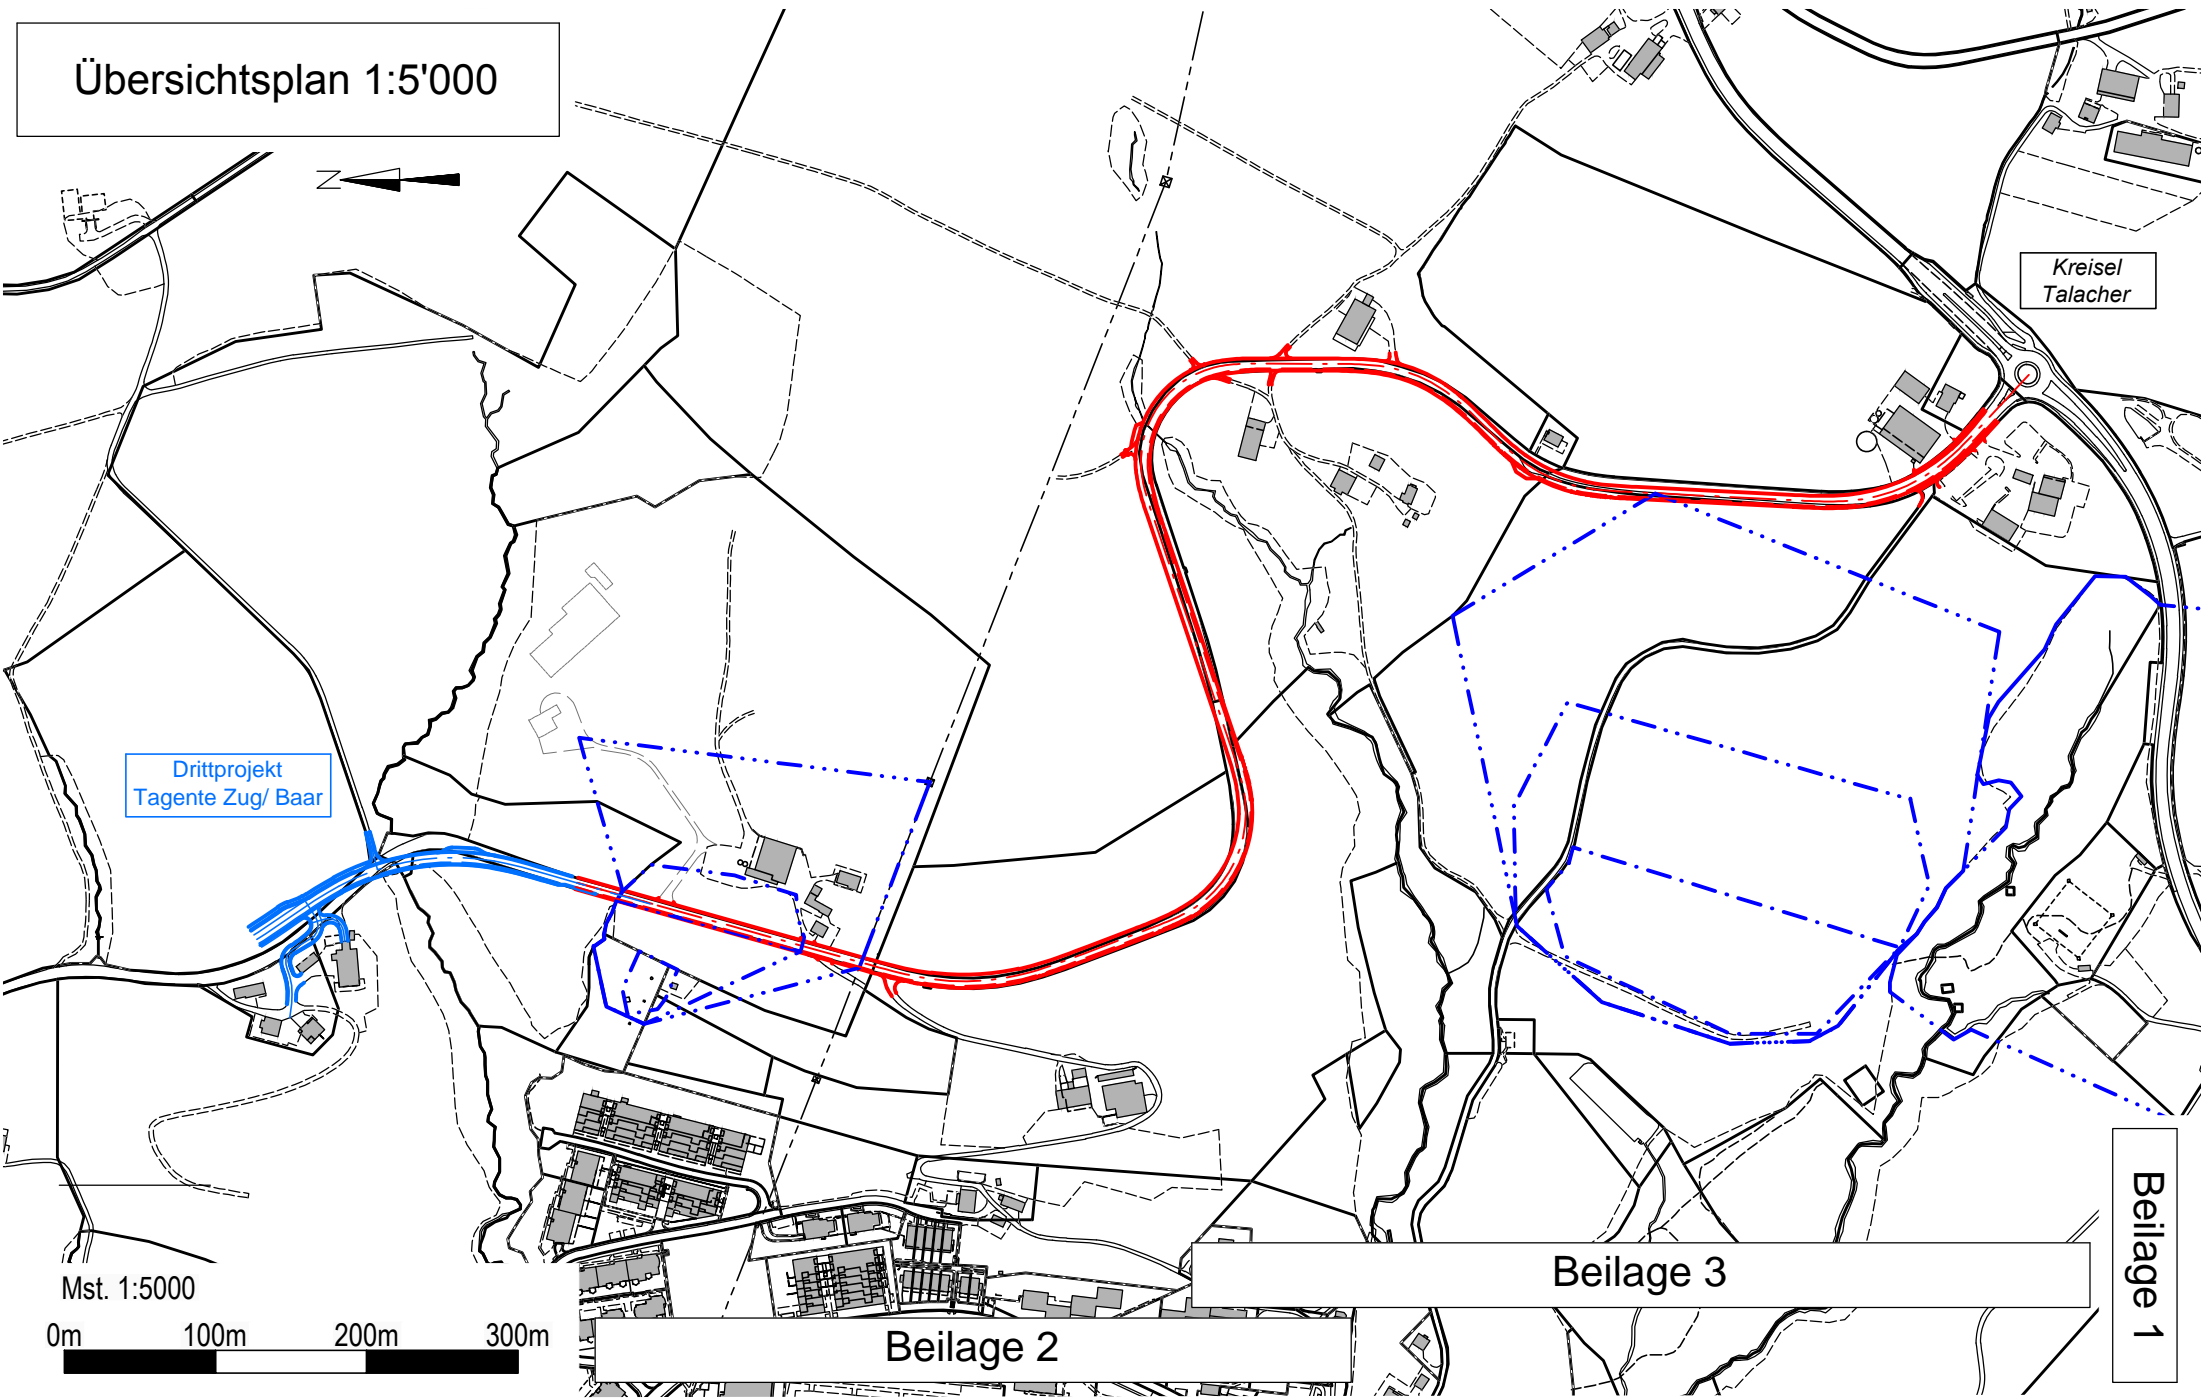 Übersichtsplan 1:5'000
N
Kreisel
Talacher
Drittprojekt
Tagente Zug/ Baar
Mst. 1:5000
0m 100m 200m 300m
Beilage 2
Beilage 3
Beilage 1